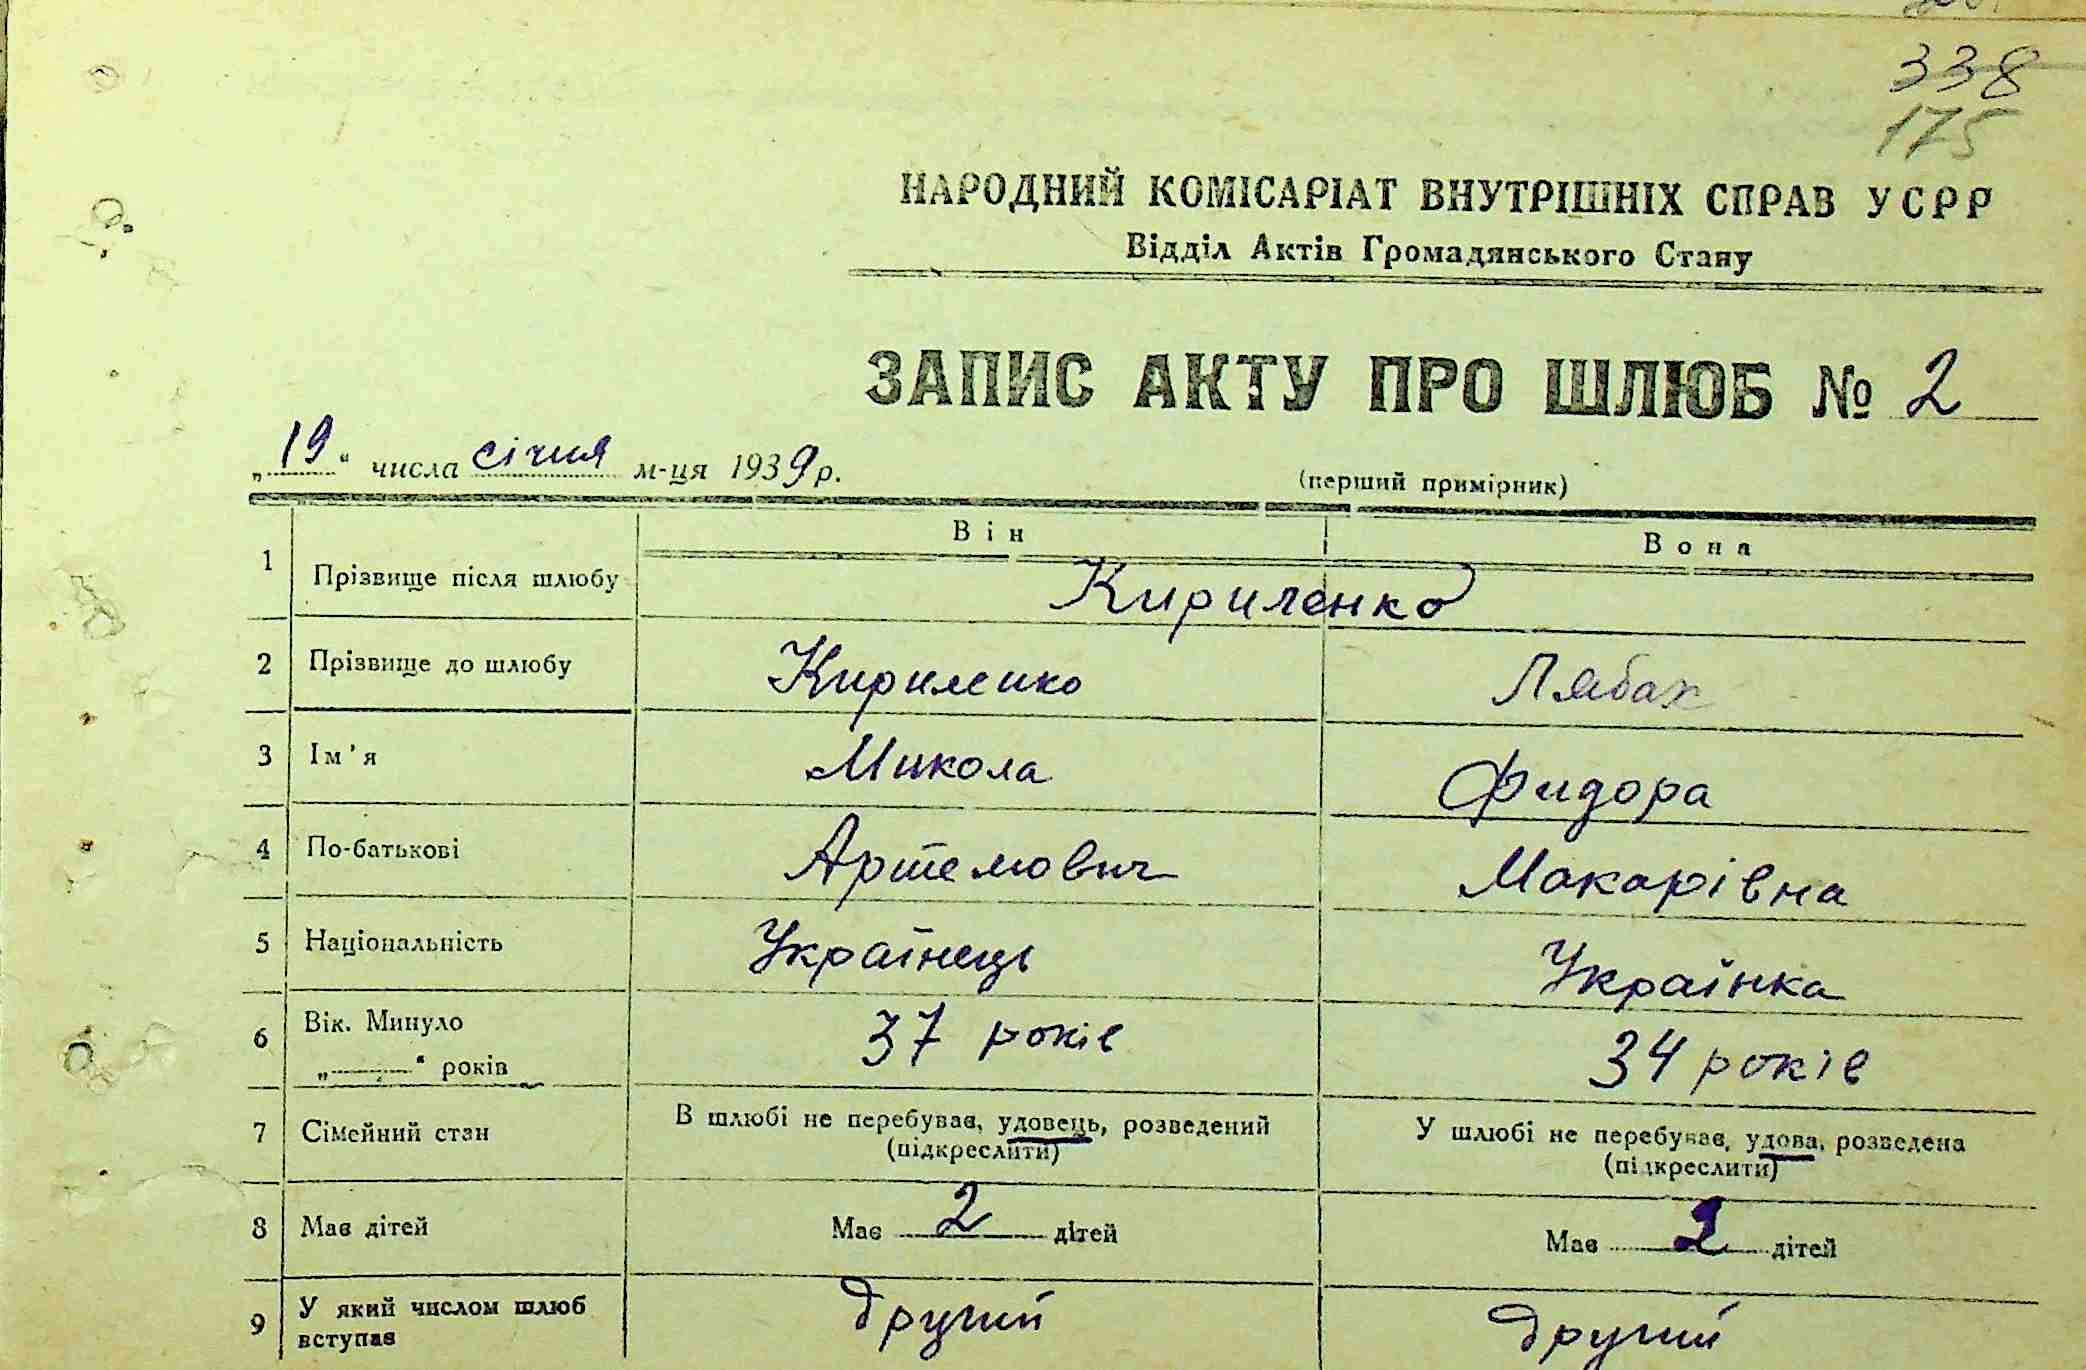 338
175
НАРОДНИЙ КОМІСАРІАТ ВНУТРІШНІХ СПРАВ УСРР
Відділ Актів Громадянського Стану
ЗАПИС АКТУ ПРО ШЛЮБ № 2
„19“ числа січня м-ця 1939 р.
(перший примірник)
Він Вона
1 Прізвище після шлюбу Кириленко
2 Прізвище до шлюбу Кириленко Лябах
3 Ім'я Микола Фидора
4 По-батькові Артемович Макарівна
5 Національність Українець Українка
6 Вік. Минуло „ “ років 37 років 34 років
7 Сімейний стан В шлюбі не перебував, удовець, розведений (підкреслити) У шлюбі не перебував, удова, розведена (підкреслити)
8 Має дітей Має 2 дітей Має 2 дітей
9 У який числом шлюб вступав другий другий